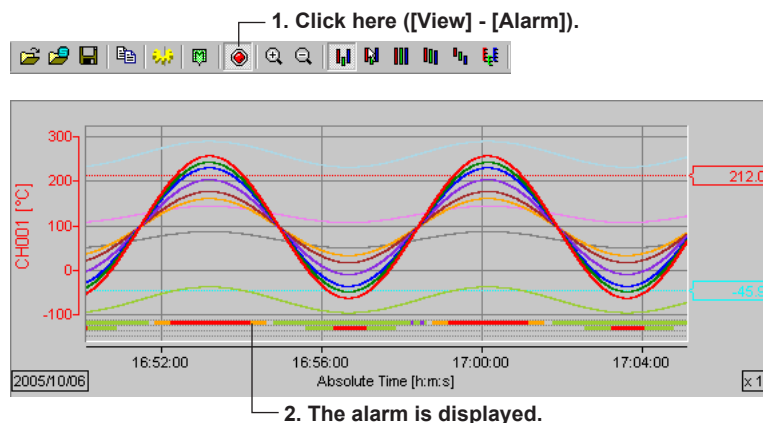 1. Click here ([View] - [Alarm]).
M
300
200
100
0
-100
CH001 [°C]
212.0
-45.9
16:52:00 16:56:00 17:00:00 17:04:00
2005/10/06 Absolute Time [h:m:s] x 1
2. The alarm is displayed.